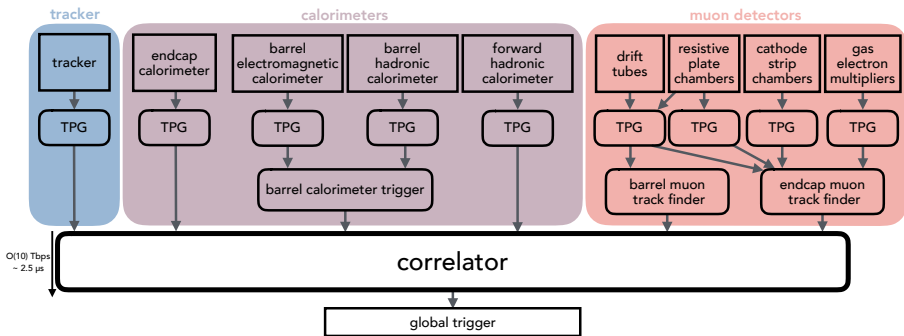 tracker
calorimeters
muon detectors
tracker
endcap
calorimeter
barrel
electromagnetic
calorimeter
barrel
hadronic
calorimeter
forward
hadronic
calorimeter
drift
tubes
resistive
plate
chambers
cathode
strip
chambers
gas
electron
multipliers
TPG
TPG
TPG
TPG
TPG
TPG
TPG
TPG
TPG
barrel calorimeter trigger
barrel muon
track finder
endcap muon
track finder
O(10) Tbps
~ 2.5 µs
correlator
global trigger